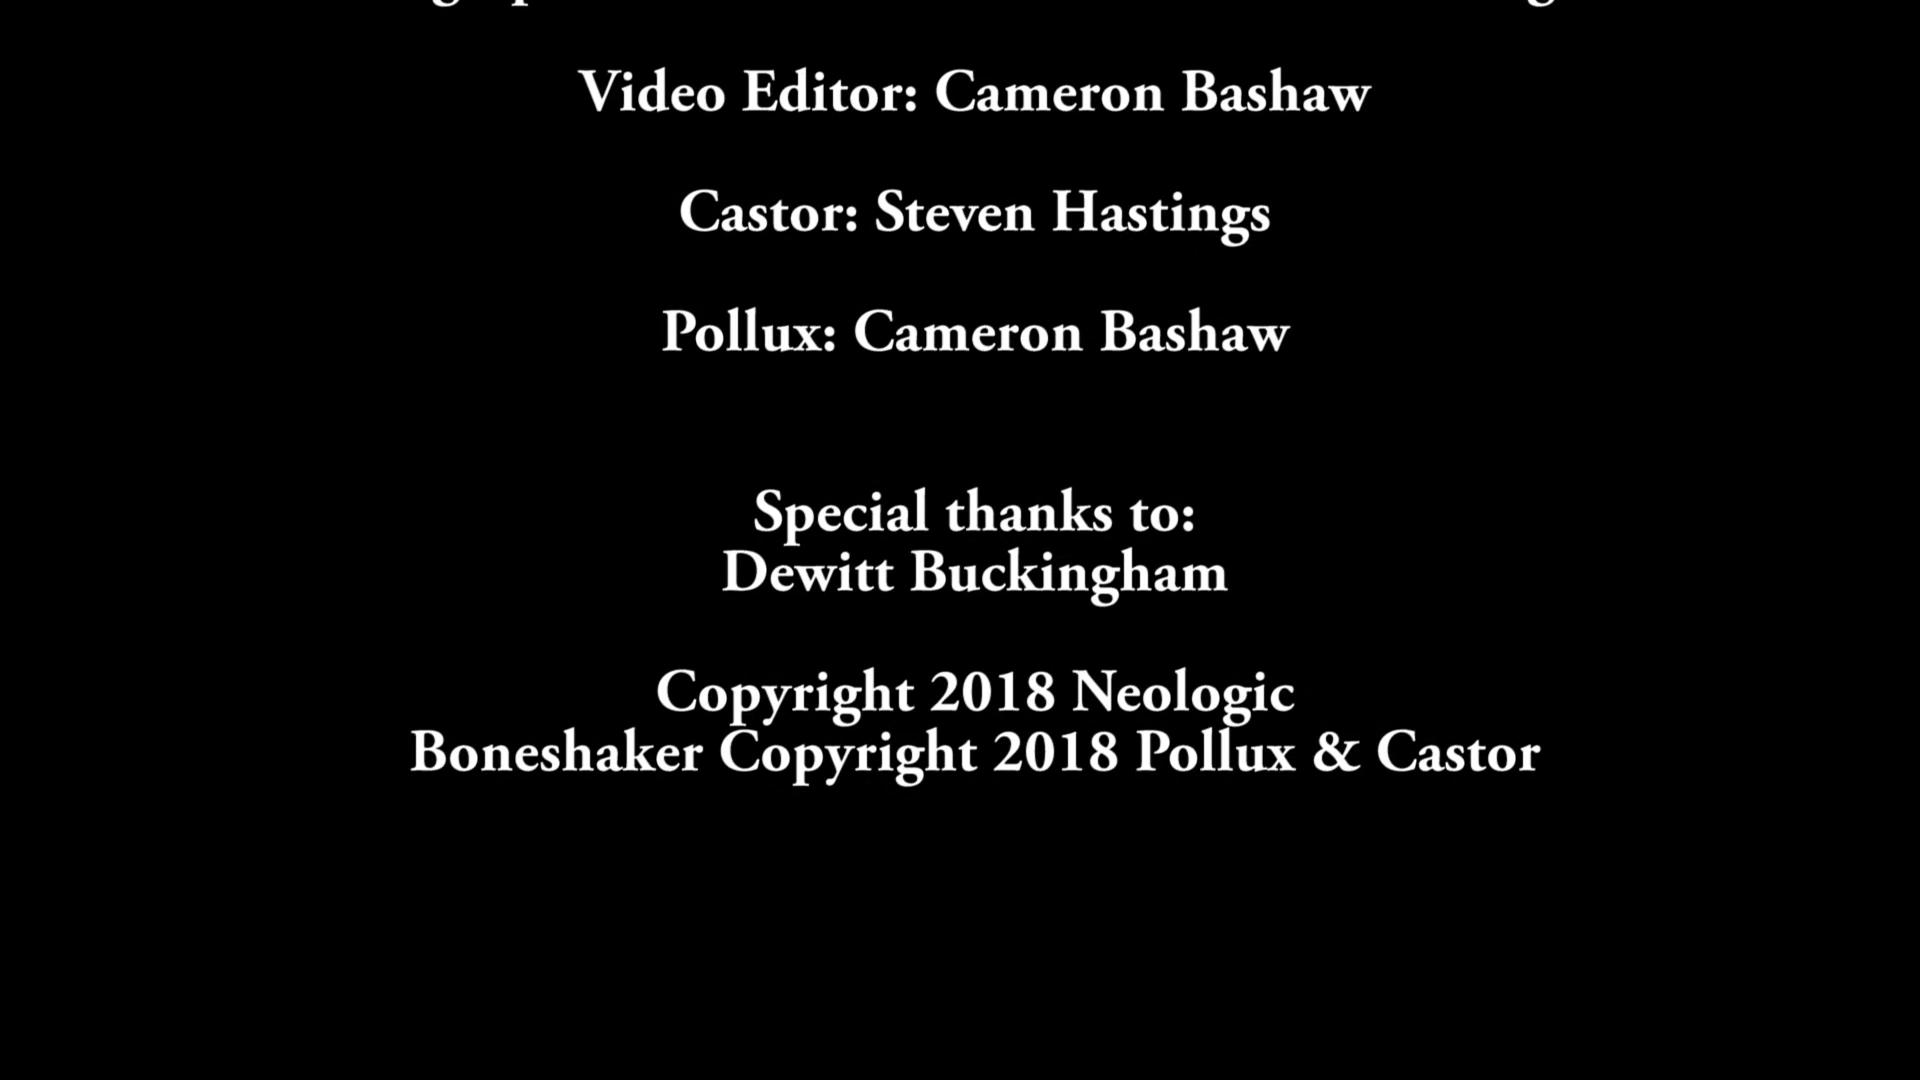 Video Editor: Cameron Bashaw
Castor: Steven Hastings
Pollux: Cameron Bashaw
Special thanks to:
Dewitt Buckingham
Copyright 2018 Neologic
Boneshaker Copyright 2018 Pollux & Castor